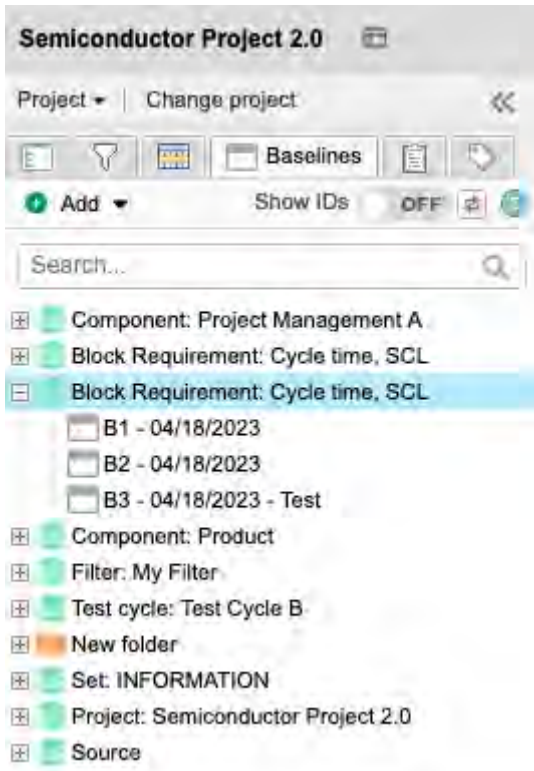 Semiconductor Project 2.0
Project | Change project
Baselines
Add Show IDs OFF
Search...
Component: Project Management A
Block Requirement: Cycle time, SCL
Block Requirement: Cycle time, SCL
B1 - 04/18/2023
B2 - 04/18/2023
B3 - 04/18/2023 - Test
Component: Product
Filter: My Filter
Test cycle: Test Cycle B
New folder
Set: INFORMATION
Project: Semiconductor Project 2.0
Source